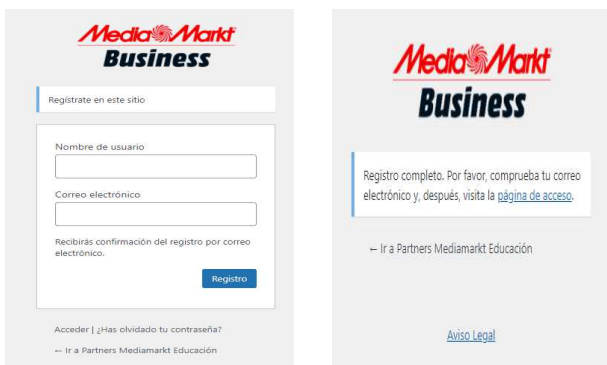 MediaMarkt
Business
Regístrate en este sitio
Nombre de usuario
Correo electrónico
Recibirás confirmación del registro por correo
electrónico.
Registro
Acceder | ¿Has olvidado tu contraseña?
← Ir a Partners Mediamarkt Educación
MediaMarkt
Business
Registro completo. Por favor, comprueba tu correo
electrónico y, después, visita la página de acceso.
← Ir a Partners Mediamarkt Educación
Aviso Legal